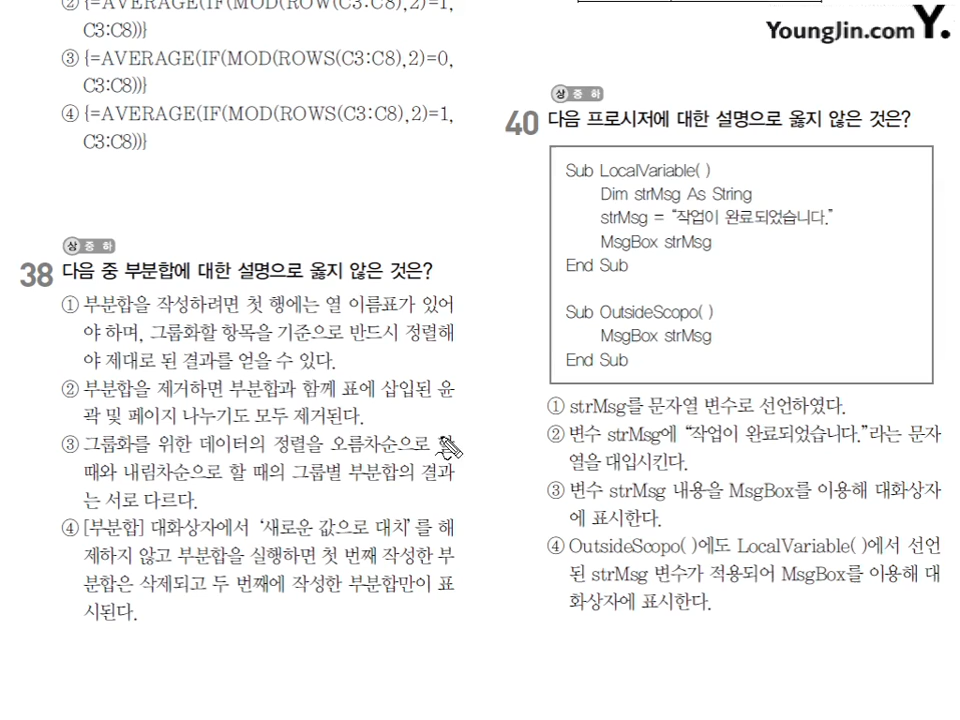 ② {=AVERAGE(IF(MOD(ROW(C3:C8),2)=1,
C3:C8))}
③ {=AVERAGE(IF(MOD(ROWS(C3:C8),2)=0,
C3:C8))}
④ {=AVERAGE(IF(MOD(ROWS(C3:C8),2)=1,
C3:C8))}
상 중 하
38 다음 중 부분합에 대한 설명으로 옳지 않은 것은?
① 부분합을 작성하려면 첫 행에는 열 이름표가 있어
야 하며, 그룹화할 항목을 기준으로 반드시 정렬해
야 제대로 된 결과를 얻을 수 있다.
② 부분합을 제거하면 부분합과 함께 표에 삽입된 윤
곽 및 페이지 나누기도 모두 제거된다.
③ 그룹화를 위한 데이터의 정렬을 오름차순으로
때와 내림차순으로 할 때의 그룹별 부분합의 결과
는 서로 다르다.
④ [부분합] 대화상자에서 ‘새로운 값으로 대치’를 해
제하지 않고 부분합을 실행하면 첫 번째 작성한 부
분합은 삭제되고 두 번째에 작성한 부분합만이 표
시된다.
YoungJin.com Y.
상 중 하
40 다음 프로시저에 대한 설명으로 옳지 않은 것은?
Sub LocalVariable( )
Dim strMsg As String
strMsg = “작업이 완료되었습니다.”
MsgBox strMsg
End Sub
Sub OutsideScopo( )
MsgBox strMsg
End Sub
① strMsg를 문자열 변수로 선언하였다.
② 변수 strMsg에 “작업이 완료되었습니다.”라는 문자
열을 대입시킨다.
③ 변수 strMsg 내용을 MsgBox를 이용해 대화상자
에 표시한다.
④ OutsideScopo( )에도 LocalVariable( )에서 선언
된 strMsg 변수가 적용되어 MsgBox를 이용해 대
화상자에 표시한다.